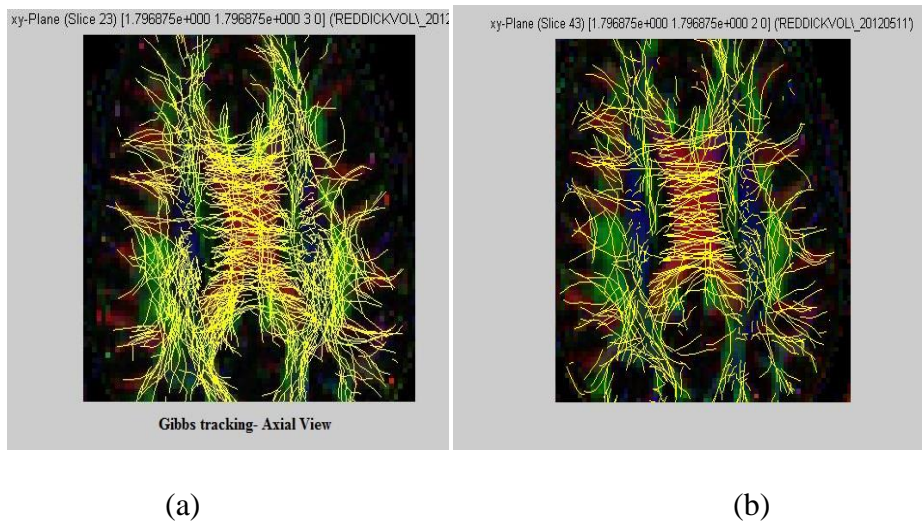 xy-Plane (Slice 23) [1.796875e+000 1.796875e+000 3 0] ('REDDICKVOL\_2012
xy-Plane (Slice 43) [1.796875e+000 1.796875e+000 2 0] ('REDDICKVOL\_20120511')
Gibbs tracking- Axial View
(a)
(b)